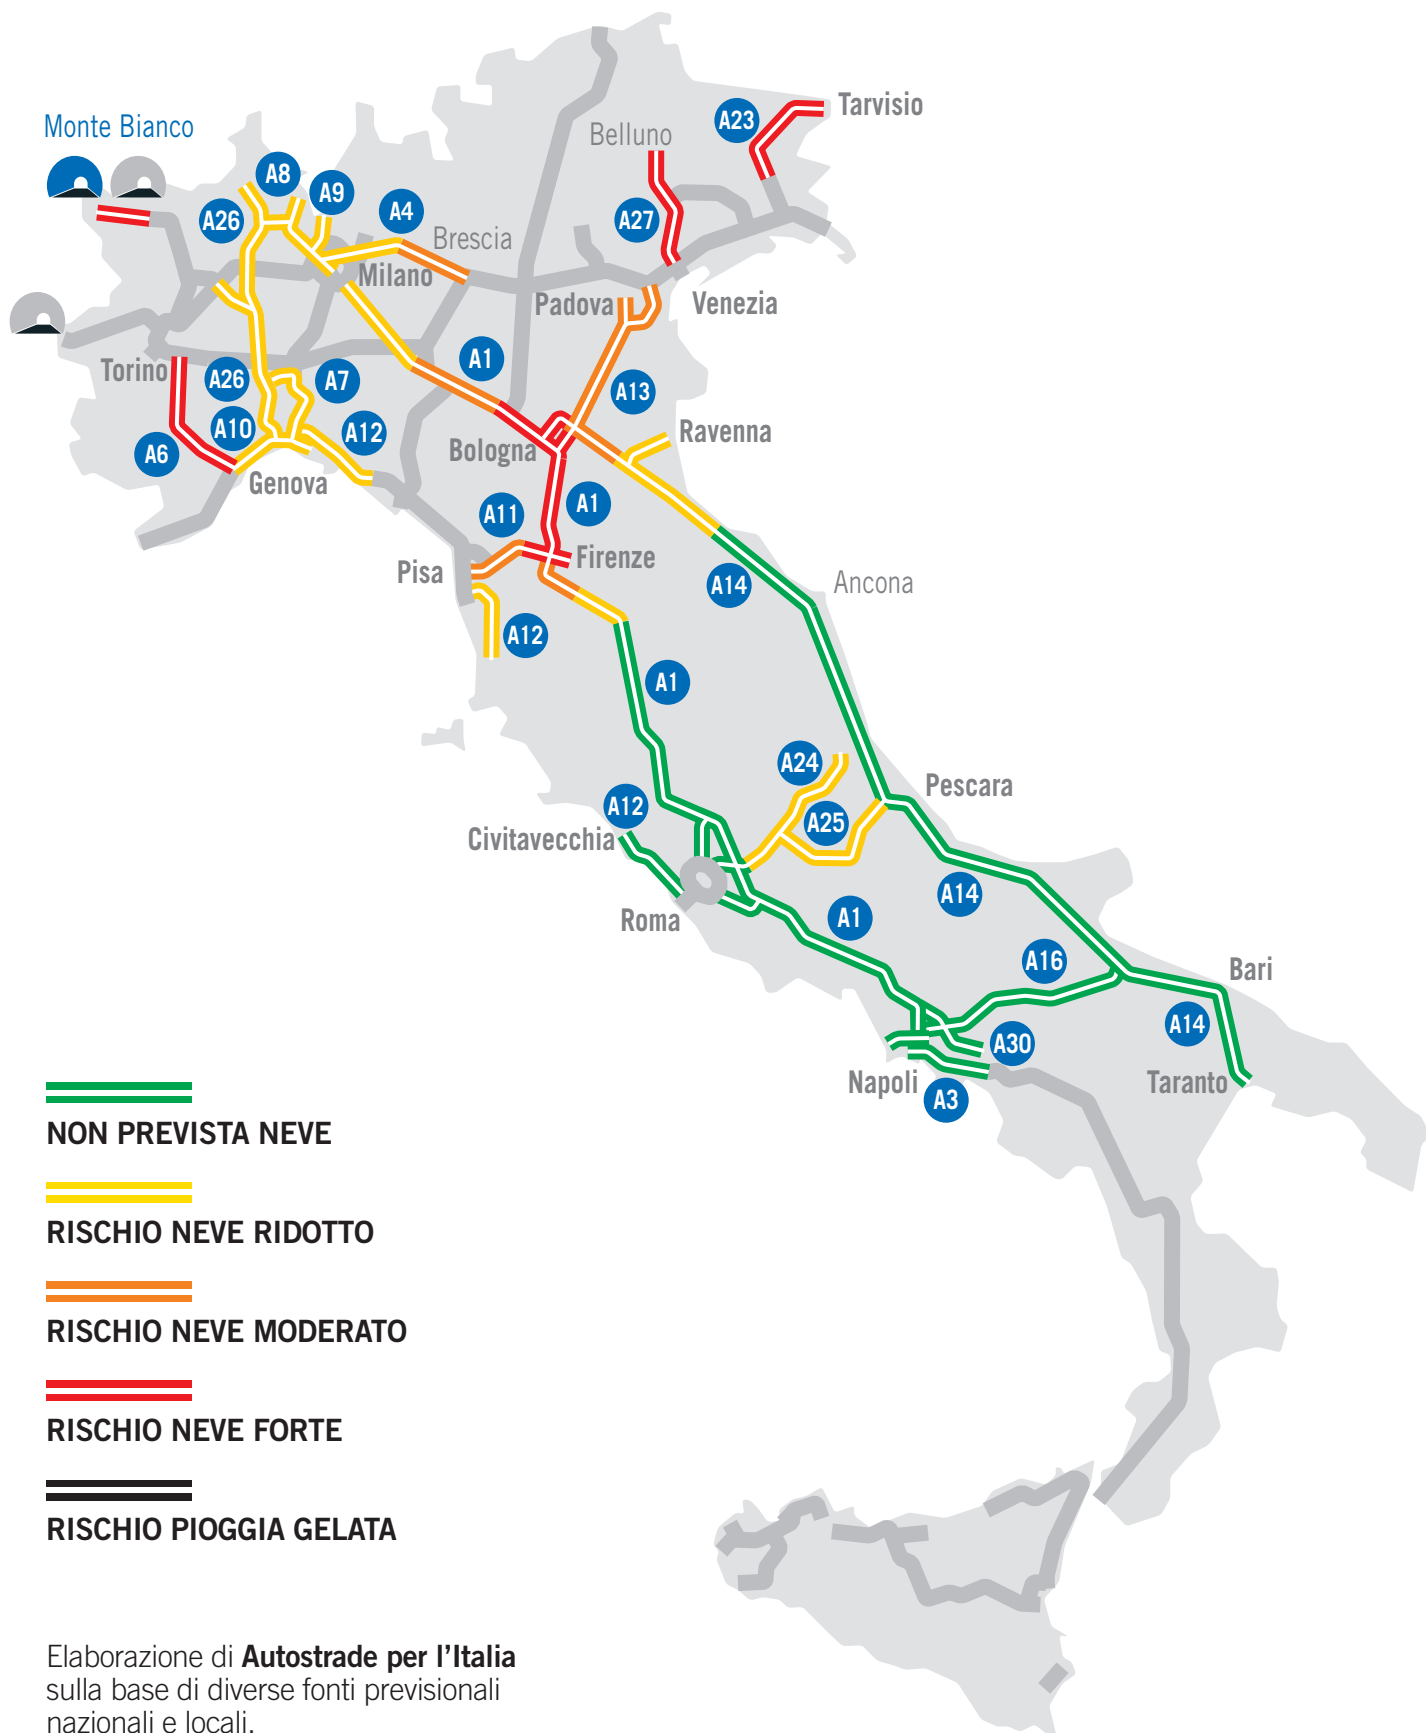 Tarvisio
A23
Monte Bianco
Belluno
A8
A9
A26
A4
A27
Brescia
Milano
Padova
Venezia
Torino
A26
A7
A1
A13
A10
A12
Ravenna
A6
Bologna
Genova
A11
A1
Pisa
Firenze
A14
Ancona
A12
A1
A24
Pescara
A12
A25
Civitavecchia
A14
Roma
A1
A16
Bari
A14
A30
Napoli
Taranto
A3
NON PREVISTA NEVE
RISCHIO NEVE RIDOTTO
RISCHIO NEVE MODERATO
RISCHIO NEVE FORTE
RISCHIO PIOGGIA GELATA
Elaborazione di Autostrade per l'Italia
sulla base di diverse fonti previsionali
nazionali e locali.